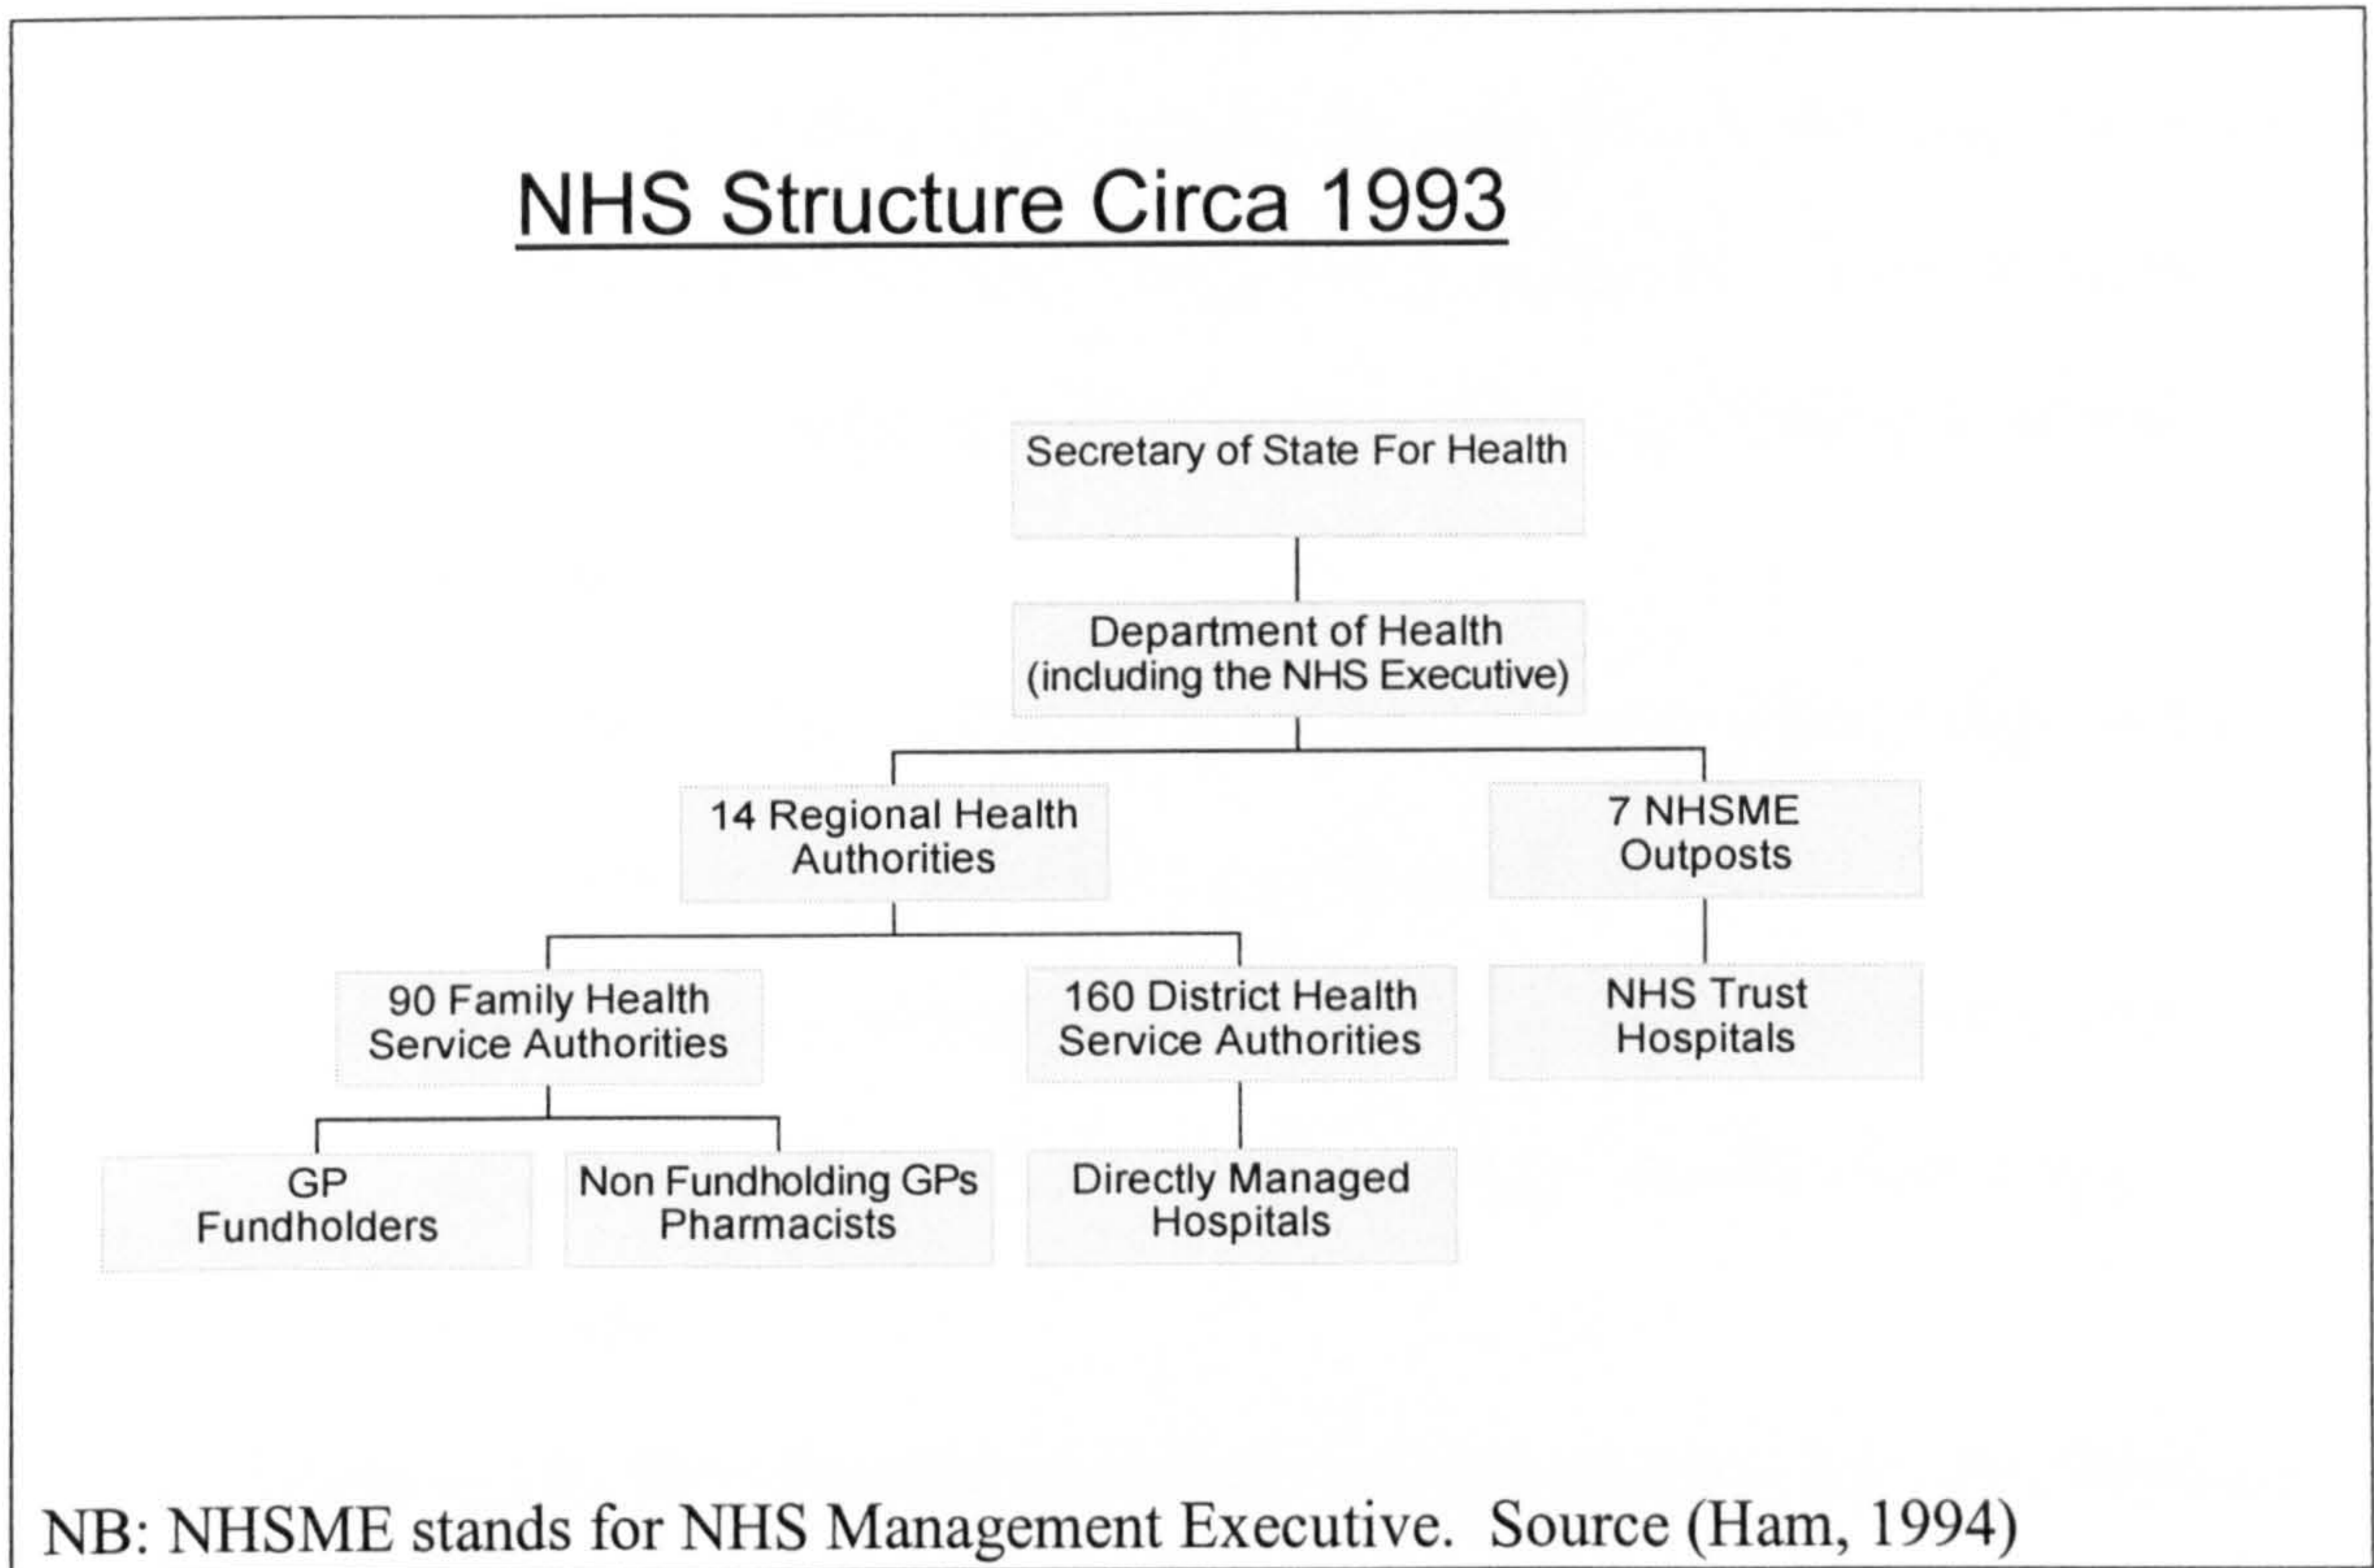 NHS Structure Circa 1993
Secretary of State For Health
Department of Health
(including the NHS Executive)
14 Regional Health
Authorities
7 NHSME
Outposts
90 Family Health
Service Authorities
160 District Health
Service Authorities
NHS Trust
Hospitals
GP
Fundholders
Non Fundholding GPs
Pharmacists
Directly Managed
Hospitals
NB: NHSME stands for NHS Management Executive. Source (Ham, 1994)